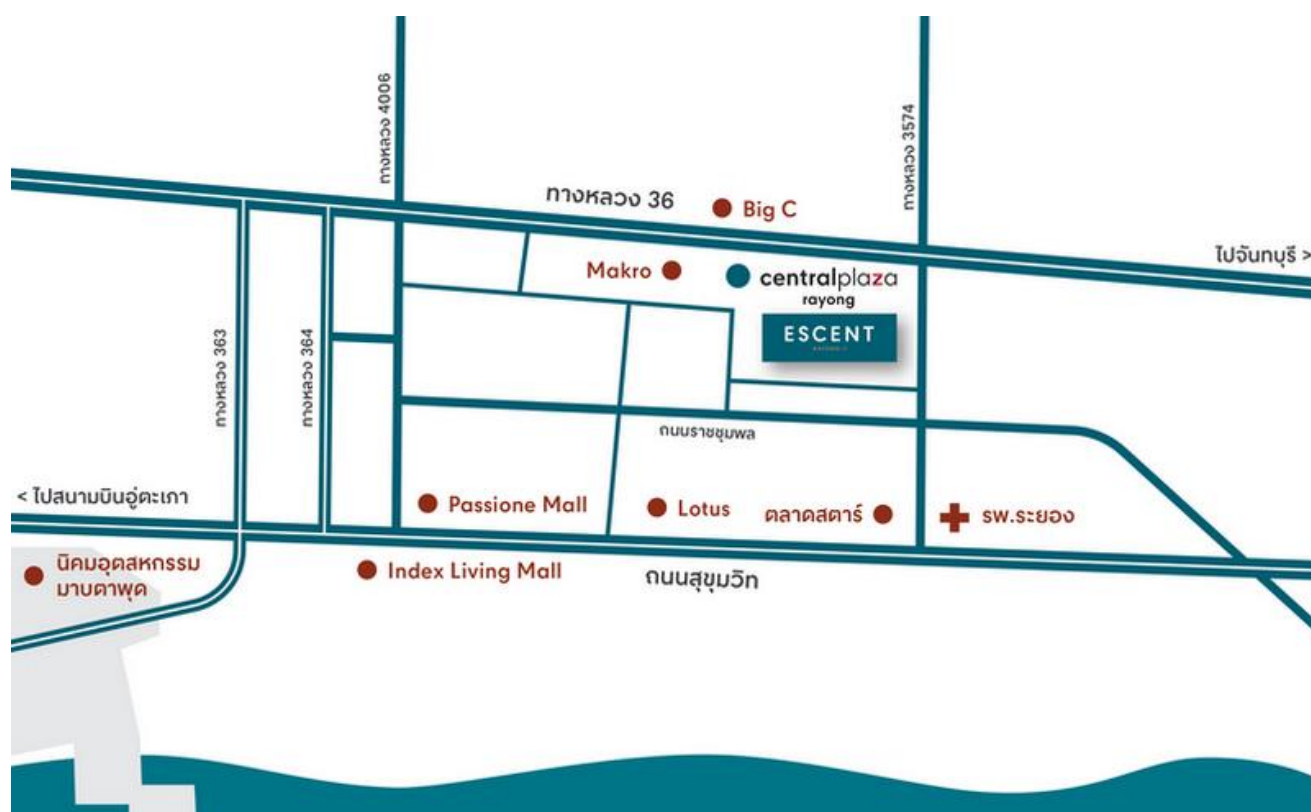 ทางหลวง 4006
ทางหลวง 3574
ทางหลวง 36
Big C
ไปจันทบุรี >
Makro
centralplaza
rayong
ESCENT
ทางหลวง 363
ทางหลวง 364
ถนนราชชุมพล
< ไปสนามบินอู่ตะเภา
Passione Mall
Lotus
ตลาดสตาร์
รพ.ระยอง
นิคมอุตสหกรรม
มาบตาพุด
Index Living Mall
ถนนสุขุมวิท